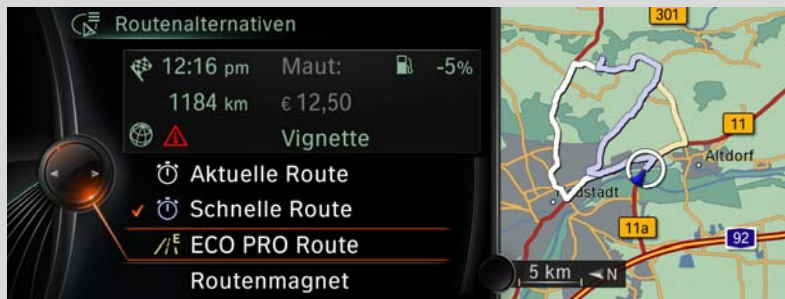 Routenalternativen
12:16 pm Maut: -5%
1184 km € 12,50
Vignette
Aktuelle Route
Schnelle Route
E ECO PRO Route
Routenmagnet
301
11
Altdorf
11a
92
5 km N